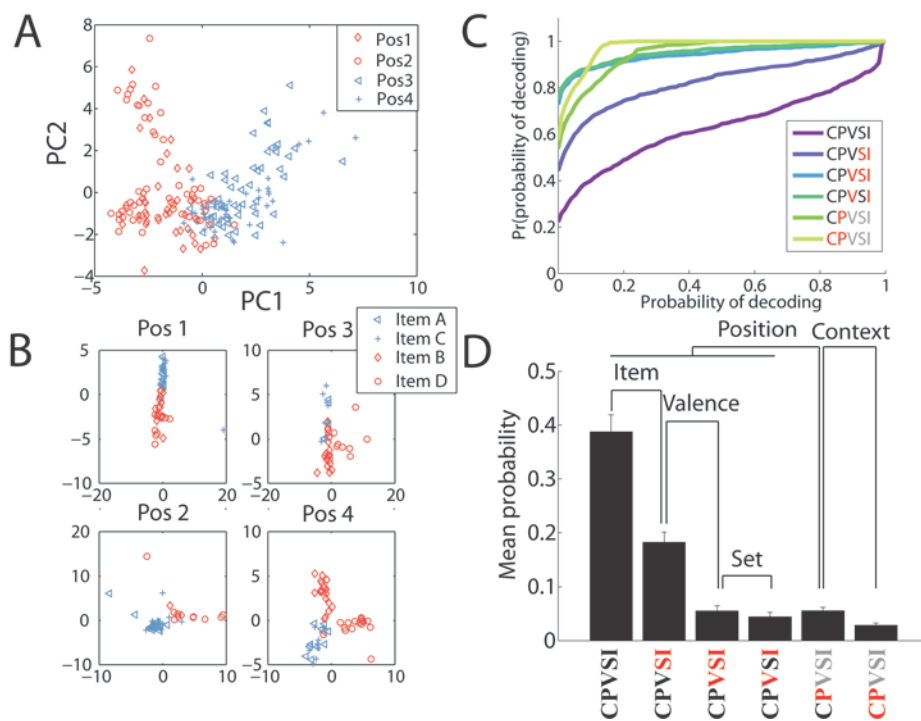 A
PC2
8
6
4
2
0
−2
−4
−5
0
5
10
PC1
Pos1
Pos2
Pos3
Pos4
B
Item A
Item C
Item B
Item D
Pos 1
5
0
−5
−10
−20
0
20
Pos 3
10
5
0
−5
−20
0
20
Pos 2
20
10
0
−10
−10
0
10
Pos 4
10
5
0
−5
−10
0
10
C
Pr(probability of decoding)
1
0.8
0.6
0.4
0.2
0
0
0.2
0.4
0.6
0.8
1
Probability of decoding
CPVSI
CPVSI
CPVSI
CPVSI
CPVSI
CPVSI
D
Mean probability
0.5
0.4
0.3
0.2
0.1
0
Position
Context
Item
Valence
Set
CPVSI
CPVSI
CPVSI
CPVSI
CPVSI
CPVSI